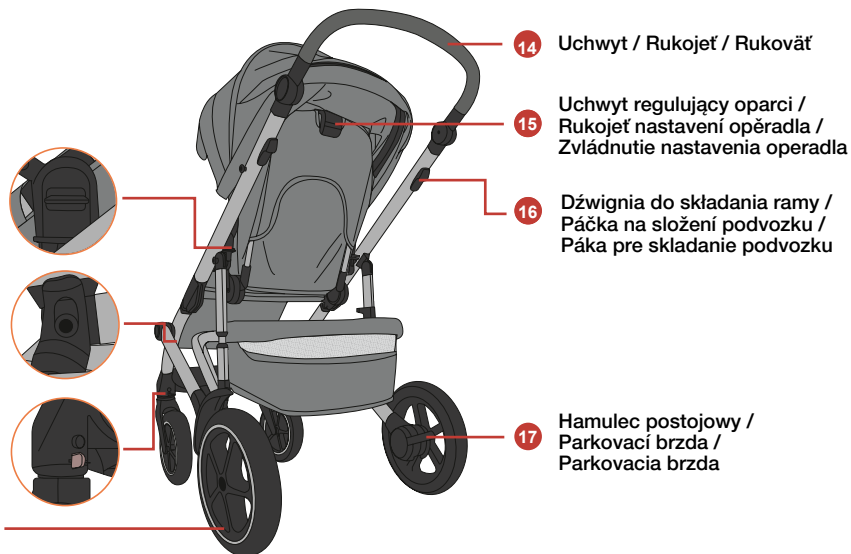 14 Uchwyt / Rukojeť / Rukoväť
Uchwyt regulujący oparci /
15 Rukojeť nastavení opěradla /
Zvládnutie nastavenia operadla
16 Dźwignia do składania ramy /
Páčka na složení podvozku /
Páka pre skladanie podvozku
17 Hamulec postojowy /
Parkovací brzda /
Parkovacia brzda